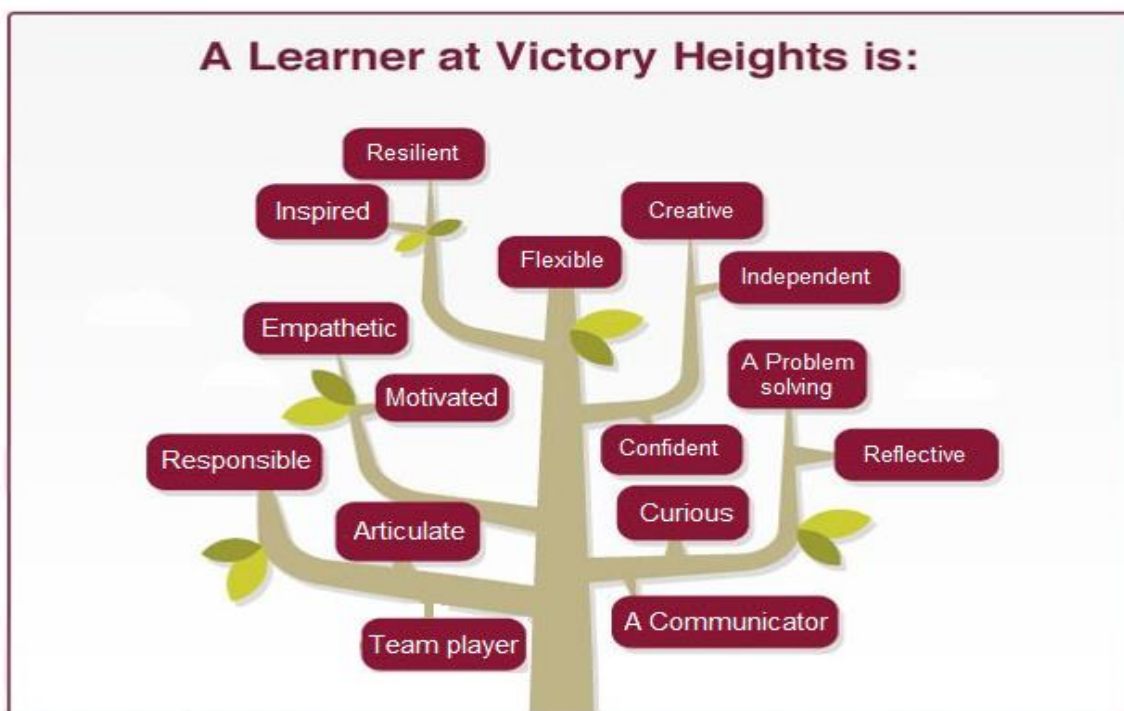 A Learner at Victory Heights is:
Resilient
Inspired
Creative
Flexible
Independent
Empathetic
A Problem
solving
Motivated
Responsible
Confident
Reflective
Articulate
Curious
A Communicator
Team player